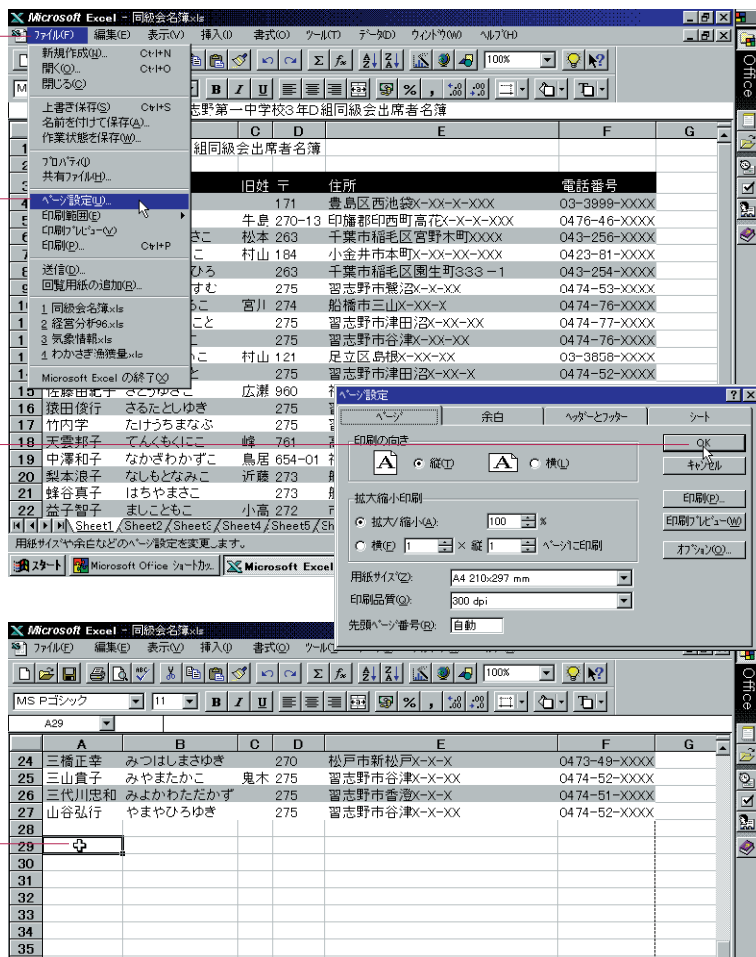 Microsoft Excel - 同級会名簿.xls
ファイル(F) 編集(E) 表示(V) 挿入(I) 書式(O) ツール(T) データ(D) ウィンドウ(W) ヘルプ(H)
100%
B I U
Office
新規作成(N)... Ctrl+N
開く(O)... Ctrl+O
閉じる(C)
上書き保存(S) Ctrl+S
名前を付けて保存(A)...
作業状態を保存(W)...
プロパティ(I)
共有ファイル(H)...
ページ設定(U)...
印刷範囲(E)
印刷プレビュー(V)
印刷(P)... Ctrl+P
送信(D)...
回覧用紙の追加(R)...
1 同級会名簿.xls
2 経営分析96.xls
3 気象情報.xls
4 わかさぎ漁獲量.xls
Microsoft Excel の終了(X)
志野第一中学校3年D組同級会出席者名簿
C D E F G
組同級会出席者名簿
旧姓 〒 住所 電話番号
171 豊島区西池袋X-XX-X-XXX 03-3999-XXXX
牛島 270-13 印旛郡印西町高花X-X-X-XXX 0476-46-XXXX
さこ 松本 263 千葉市稲毛区宮野木町XXXX 043-256-XXXX
こ 村山 184 小金井市本町X-XX-XX-XXX 0423-81-XXXX
ひろ 263 千葉市稲毛区園生町333-1 043-254-XXXX
すむ 275 習志野市鷺沼X-X-XX 0474-53-XXXX
らこ 宮川 274 船橋市三山X-XX-X 0474-76-XXXX
こと 275 習志野市津田沼X-XX-XX 0474-77-XXXX
こ 275 習志野市谷津X-XX-XX 0474-76-XXXX
こ 村山 121 足立区島根X-XX-XX 03-3858-XXXX
と 275 習志野市津田沼X-XX-X 0474-52-XXXX
15 佐藤由紀子 さとうゆきこ 広瀬 960
16 猿田俊行 さるたとしゆき 275
17 竹内学 たけうちまなぶ 275
18 天雲邦子 てんくもくにこ 峰 761
19 中澤和子 なかざわかずこ 鳥居 654-01
20 梨本浪子 なしもとなみこ 近藤 273
21 蜂谷真子 はちやまさこ 273
22 益子智子 ましこともこ 小高 272
Sheet1 Sheet2 Sheet3 Sheet4 Sheet5
用紙サイズや余白などのページ設定を変更します。
スタート Microsoft Office ショートカッ... Microsoft Excel
ページ設定
ページ 余白 ヘッダーとフッター シート
印刷の向き
A 縦(T) A 横(L)
拡大縮小印刷
拡大/縮小(A): 100 %
横(F) 1 × 縦 1 ページに印刷
用紙サイズ(Z): A4 210x297 mm
印刷品質(Q): 300 dpi
先頭ページ番号(R): 自動
OK
キャンセル
印刷(P)...
印刷プレビュー(W)
オプション(O)...
Microsoft Excel - 同級会名簿.xls
ファイル(F) 編集(E) 表示(V) 挿入(I) 書式(O)
100%
MS Pゴシック 11 B I U
Office
A29
A B C D E F G
24 三橋正幸 みつはしまさゆき 270 松戸市新松戸X-X-X 0473-49-XXXX
25 三山貴子 みやまたかこ 鬼木 275 習志野市谷津X-X-XX 0474-52-XXXX
26 三代川忠和 みよかわただかず 275 習志野市香澄X-X-X 0474-51-XXXX
27 山谷弘行 やまやひろゆき 275 習志野市谷津X-X-XX 0474-52-XXXX
28
29
30
31
32
33
34
35